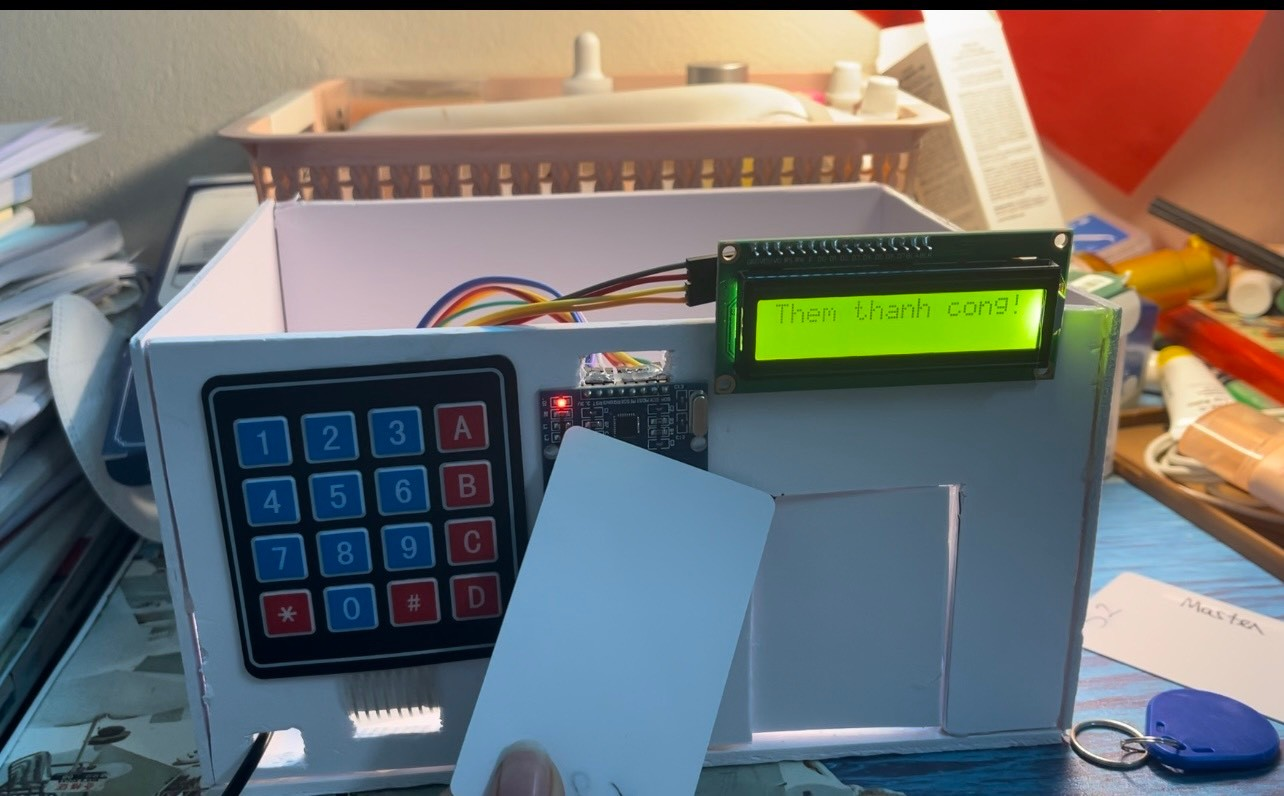 Them thanh cong!
1 2 3 A
4 5 6 B
7 8 9 C
* 0 # D
Master